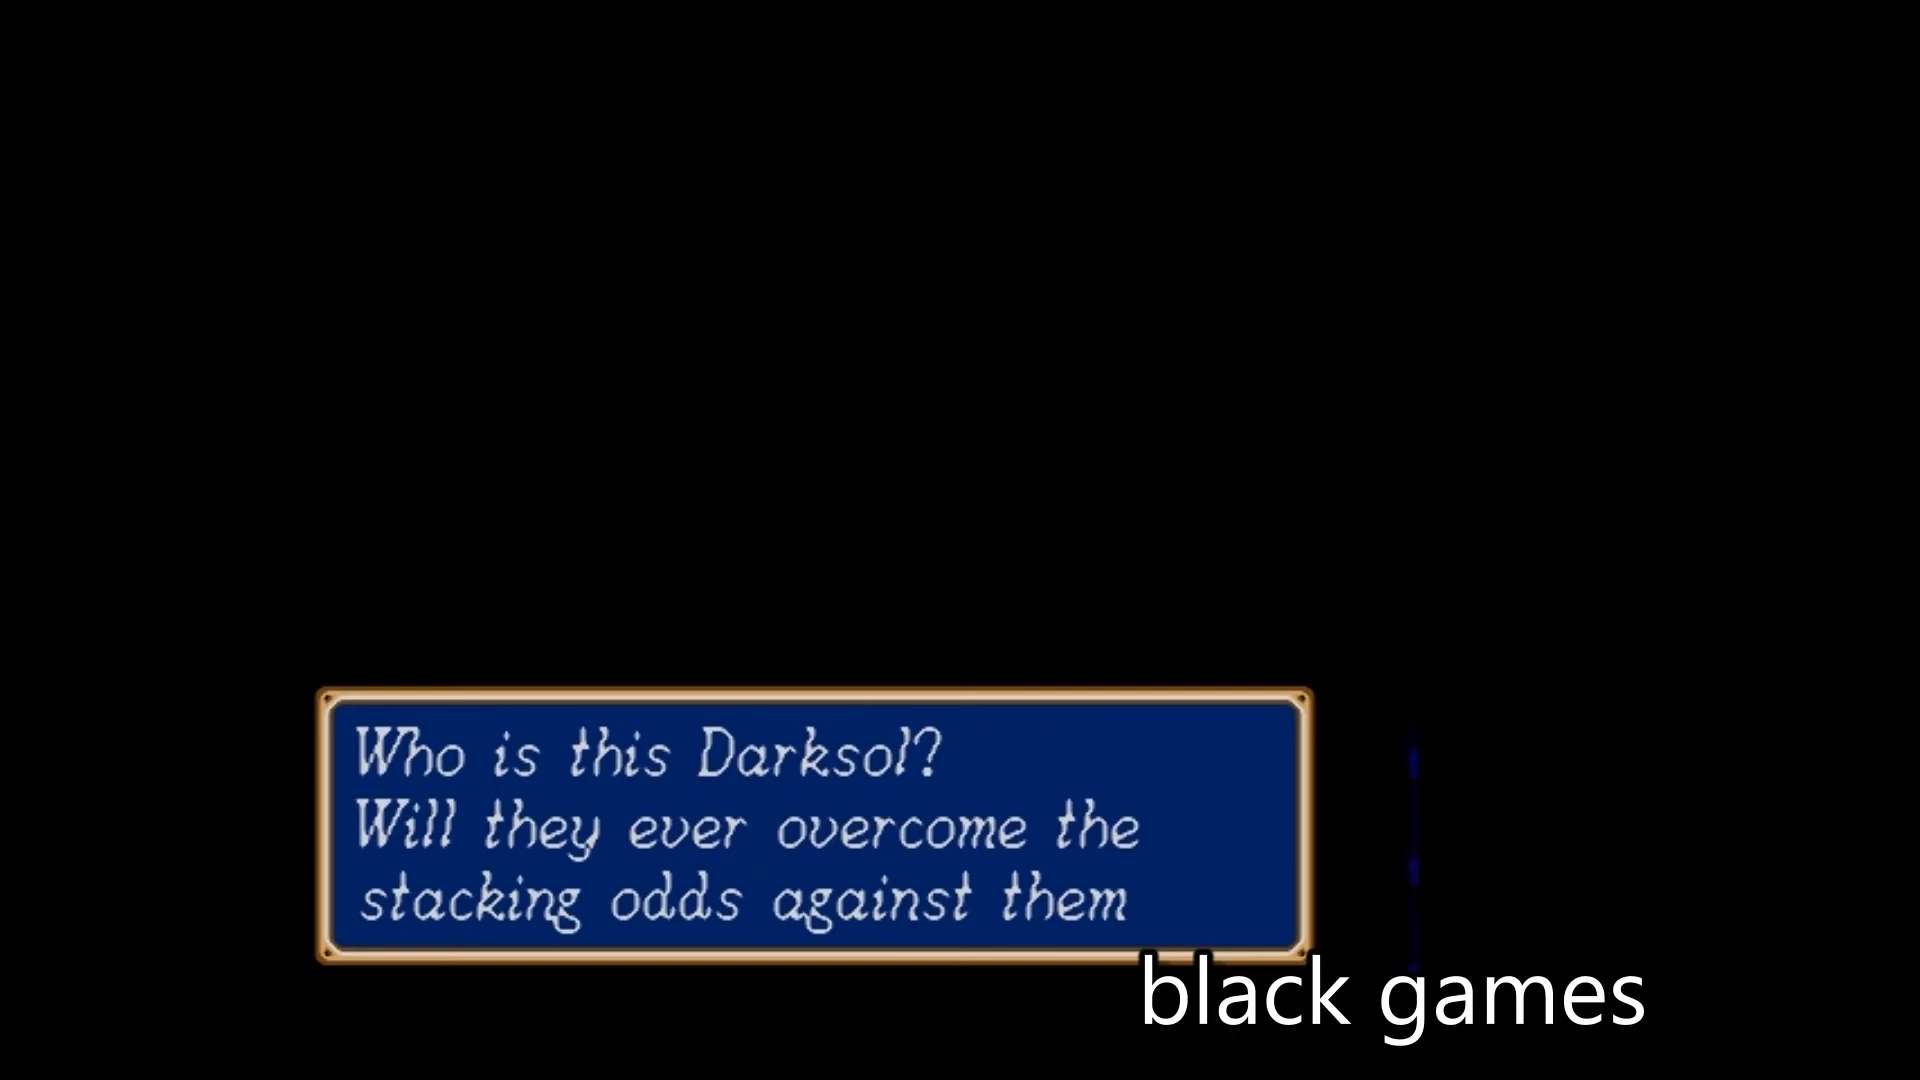 Who is this Darksol?
Will they ever overcome the
stacking odds against them
black games